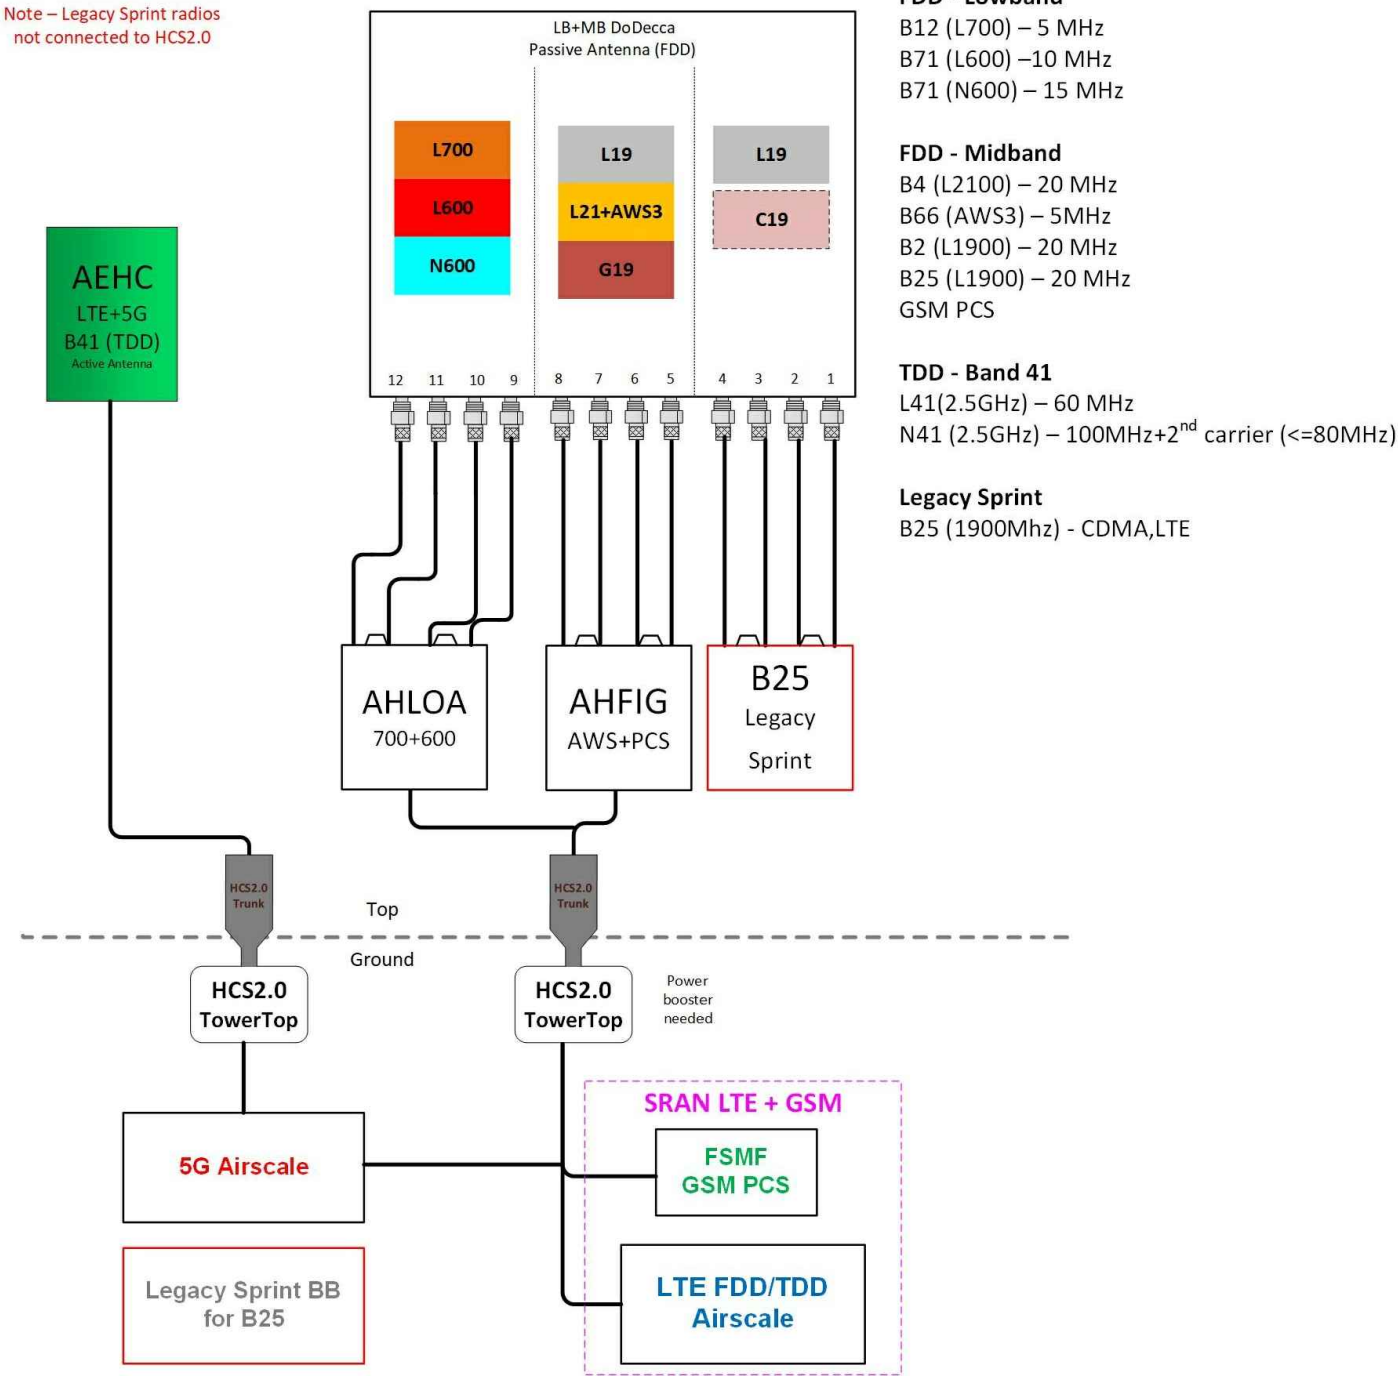 Note – Legacy Sprint radios
not connected to HCS2.0
LB+MB DoDecca
Passive Antenna (FDD)
L700
L600
N600
L19
L21+AWS3
G19
L19
C19
12 11 10 9 8 7 6 5 4 3 2 1
AEHC
LTE+5G
B41 (TDD)
Active Antenna
AHLOA
700+600
AHFIG
AWS+PCS
B25
Legacy
Sprint
HCS2.0
Trunk
HCS2.0
Trunk
Top
Ground
HCS2.0
TowerTop
HCS2.0
TowerTop
Power
booster
needed
5G Airscale
Legacy Sprint BB
for B25
SRAN LTE + GSM
FSMF
GSM PCS
LTE FDD/TDD
Airscale
FDD - Lowband
B12 (L700) – 5 MHz
B71 (L600) –10 MHz
B71 (N600) – 15 MHz
FDD - Midband
B4 (L2100) – 20 MHz
B66 (AWS3) – 5MHz
B2 (L1900) – 20 MHz
B25 (L1900) – 20 MHz
GSM PCS
TDD - Band 41
L41(2.5GHz) – 60 MHz
N41 (2.5GHz) – 100MHz+2nd carrier (<=80MHz)
Legacy Sprint
B25 (1900Mhz) - CDMA,LTE